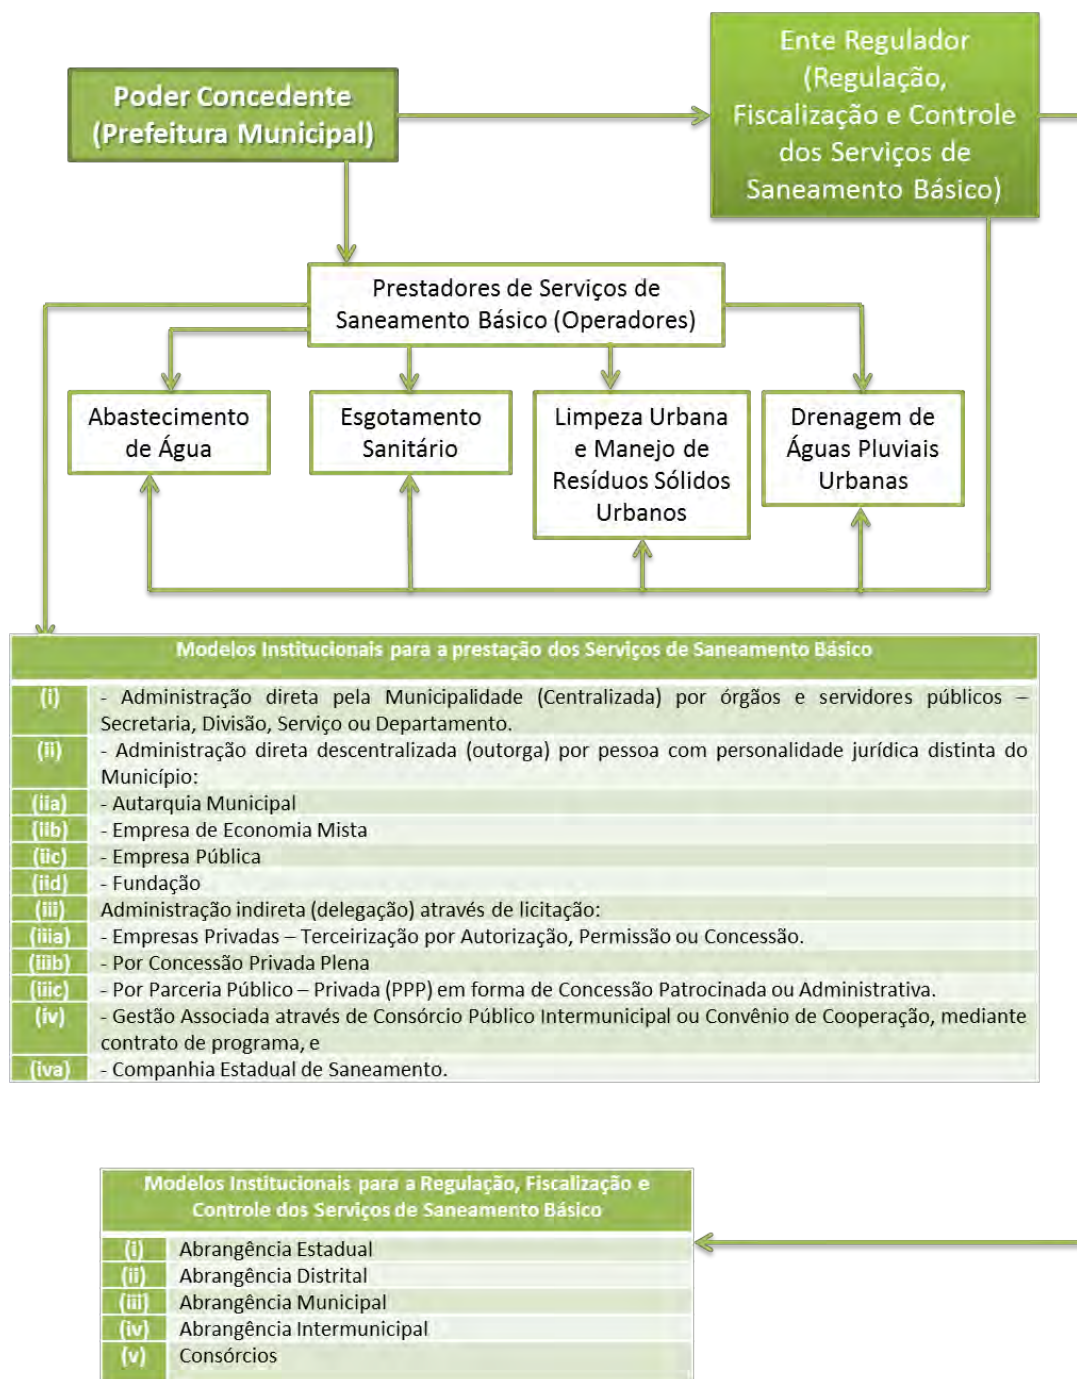 Poder Concedente
(Prefeitura Municipal)
Ente Regulador
(Regulação,
Fiscalização e Controle
dos Serviços de
Saneamento Básico)
Prestadores de Serviços de
Saneamento Básico (Operadores)
Abastecimento
de Água
Esgotamento
Sanitário
Limpeza Urbana
e Manejo de
Resíduos Sólidos
Urbanos
Drenagem de
Águas Pluviais
Urbanas
Modelos Institucionais para a prestação dos Serviços de Saneamento Básico
(i) - Administração direta pela Municipalidade (Centralizada) por órgãos e servidores públicos –
Secretaria, Divisão, Serviço ou Departamento.
(ii) - Administração direta descentralizada (outorga) por pessoa com personalidade jurídica distinta do
Município:
(iia) - Autarquia Municipal
(iib) - Empresa de Economia Mista
(iic) - Empresa Pública
(iid) - Fundação
(iii) Administração indireta (delegação) através de licitação:
(iiia) - Empresas Privadas – Terceirização por Autorização, Permissão ou Concessão.
(iiib) - Por Concessão Privada Plena
(iiic) - Por Parceria Público – Privada (PPP) em forma de Concessão Patrocinada ou Administrativa.
(iv) - Gestão Associada através de Consórcio Público Intermunicipal ou Convênio de Cooperação, mediante
contrato de programa, e
(iva) - Companhia Estadual de Saneamento.
Modelos Institucionais para a Regulação, Fiscalização e
Controle dos Serviços de Saneamento Básico
(i) Abrangência Estadual
(ii) Abrangência Distrital
(iii) Abrangência Municipal
(iv) Abrangência Intermunicipal
(v) Consórcios